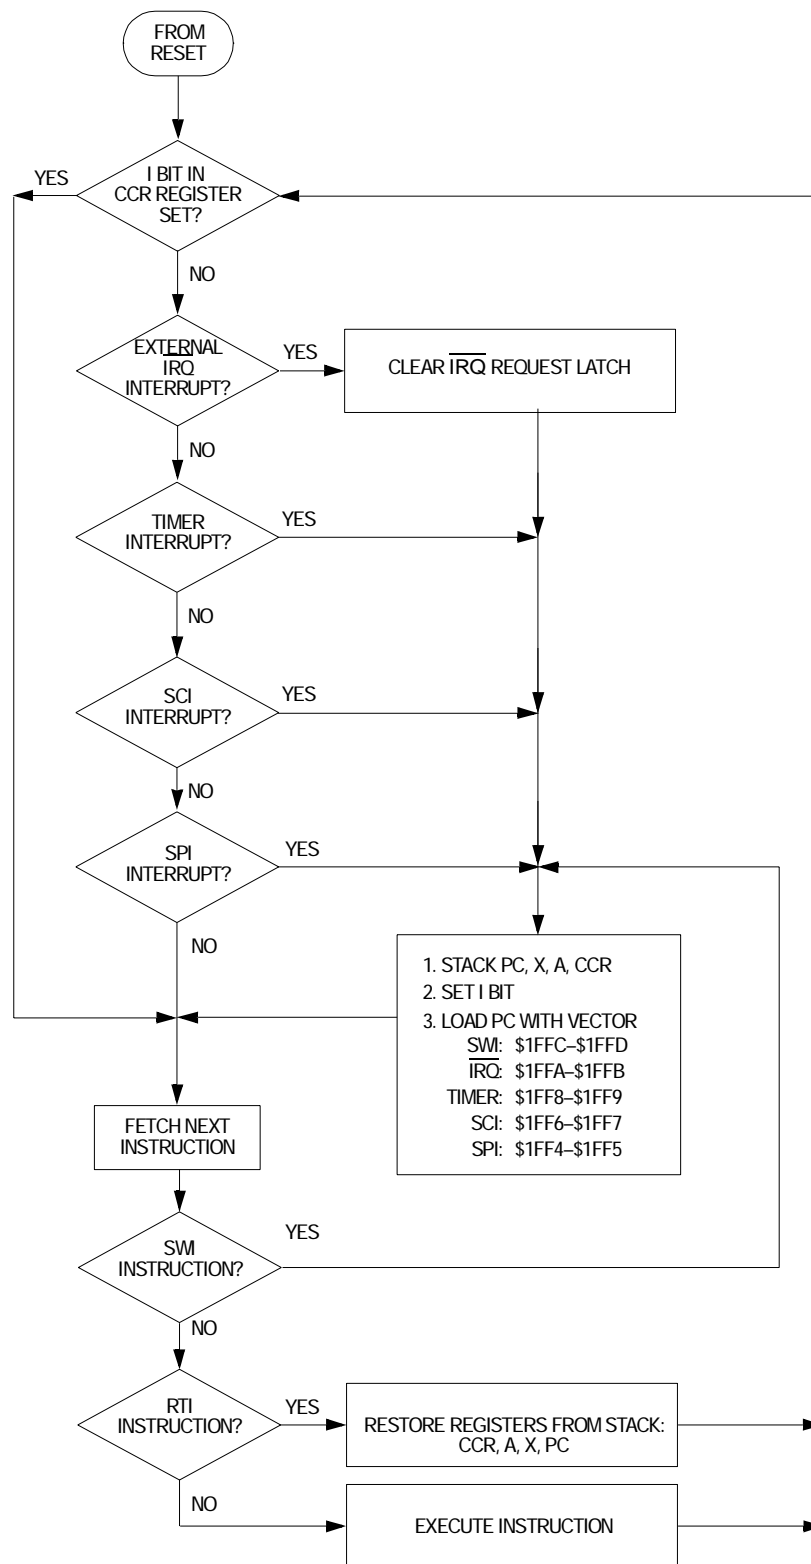 FROM
RESET
I BIT IN
CCR REGISTER
SET?
YES
NO
EXTERNAL
IRQ
INTERRUPT?
YES
CLEAR IRQ REQUEST LATCH
NO
TIMER
INTERRUPT?
YES
NO
SCI
INTERRUPT?
YES
NO
SPI
INTERRUPT?
YES
NO
1. STACK PC, X, A, CCR
2. SET I BIT
3. LOAD PC WITH VECTOR
SWI: $1FFC–$1FFD
IRQ: $1FFA–$1FFB
TIMER: $1FF8–$1FF9
SCI: $1FF6–$1FF7
SPI: $1FF4–$1FF5
FETCH NEXT
INSTRUCTION
SWI
INSTRUCTION?
YES
NO
RTI
INSTRUCTION?
YES
RESTORE REGISTERS FROM STACK:
CCR, A, X, PC
NO
EXECUTE INSTRUCTION